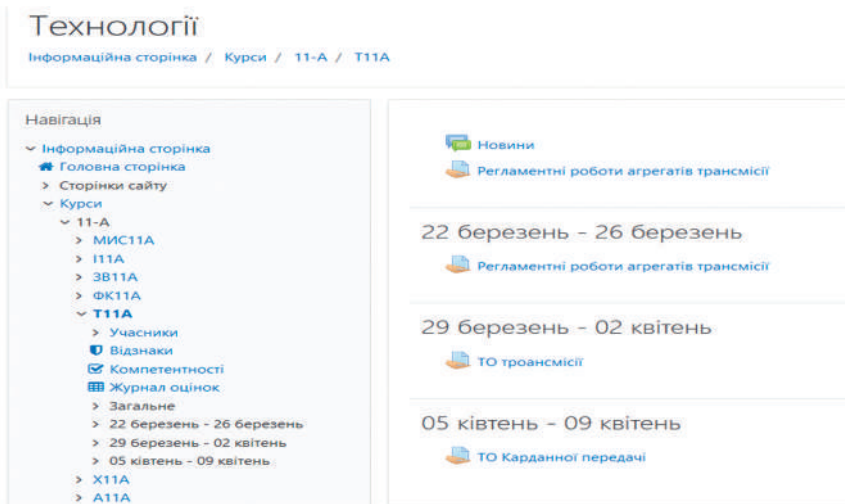 Технології
Інформаційна сторінка / Курси / 11-А / Т11А
Навігація
Інформаційна сторінка
Головна сторінка
Сторінки сайту
Курси
11-А
МИС11А
І11А
ЗВ11А
ФК11А
Т11А
Учасники
Відзнаки
Компетентності
Журнал оцінок
Загальне
22 березень - 26 березень
29 березень - 02 квітень
05 ківтень - 09 квітень
Х11А
А11А
Новини
Регламентні роботи агрегатів трансмісії
22 березень - 26 березень
Регламентні роботи агрегатів трансмісії
29 березень - 02 квітень
ТО троансмісії
05 ківтень - 09 квітень
ТО Карданної передачі